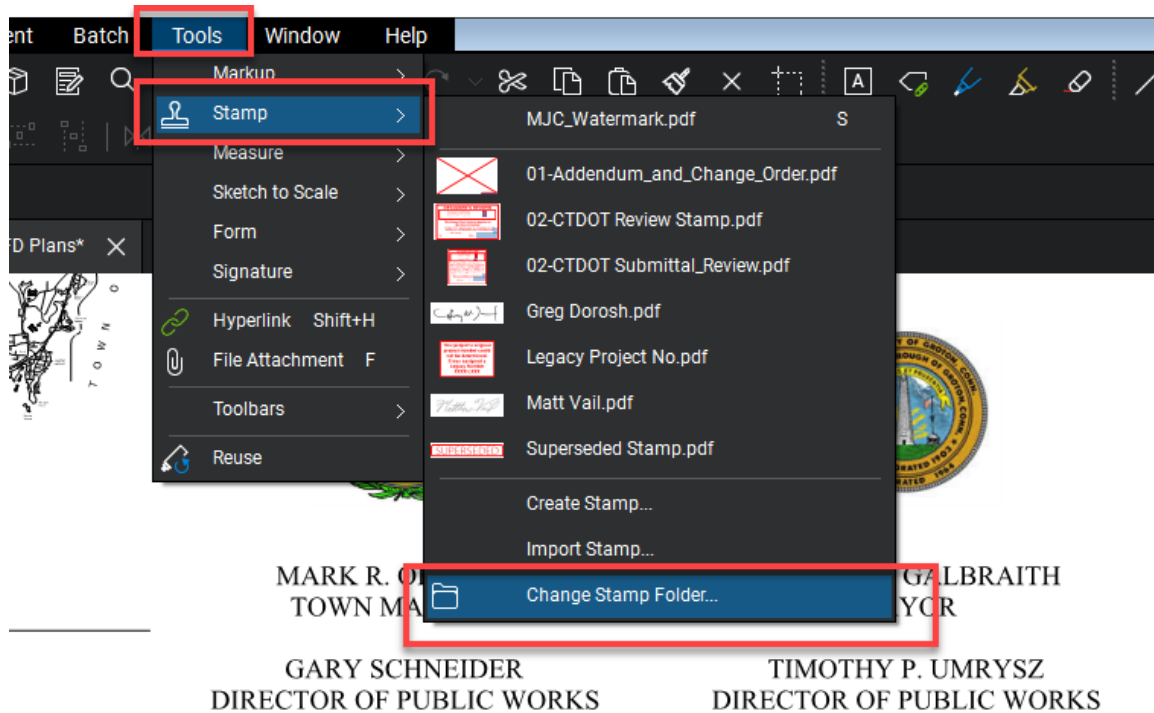 Batch Tools Window Help
Markup
Stamp
Measure
Sketch to Scale
Form
Signature
Hyperlink Shift+H
File Attachment F
Toolbars
Reuse
MJC_Watermark.pdf S
01-Addendum_and_Change_Order.pdf
02-CTDOT Review Stamp.pdf
02-CTDOT Submittal_Review.pdf
Greg Dorosh.pdf
Legacy Project No.pdf
Matt Vail.pdf
SUPERSEDED Superseded Stamp.pdf
Create Stamp...
Import Stamp...
Change Stamp Folder...
Plans*
TOWN
A
MARK R. GALBRAITH
TOWN
GARY SCHNEIDER TIMOTHY P. UMRYSZ
DIRECTOR OF PUBLIC WORKS DIRECTOR OF PUBLIC WORKS